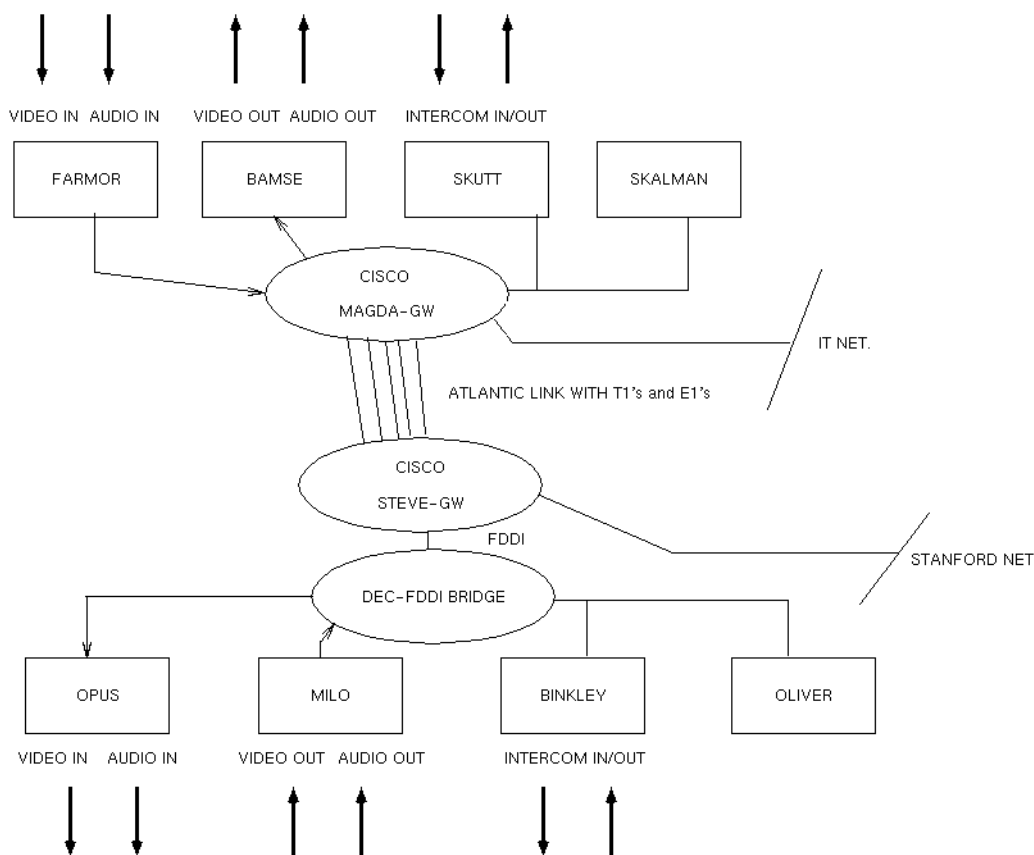 VIDEO IN AUDIO IN VIDEO OUT AUDIO OUT INTERCOM IN/OUT
FARMOR BAMSE SKUTT SKALMAN
CISCO
MAGDA-GW
IT NET.
ATLANTIC LINK WITH T1's and E1's
CISCO
STEVE-GW
FDDI
STANFORD NET
DEC-FDDI BRIDGE
OPUS MILO BINKLEY OLIVER
VIDEO IN AUDIO IN VIDEO OUT AUDIO OUT INTERCOM IN/OUT